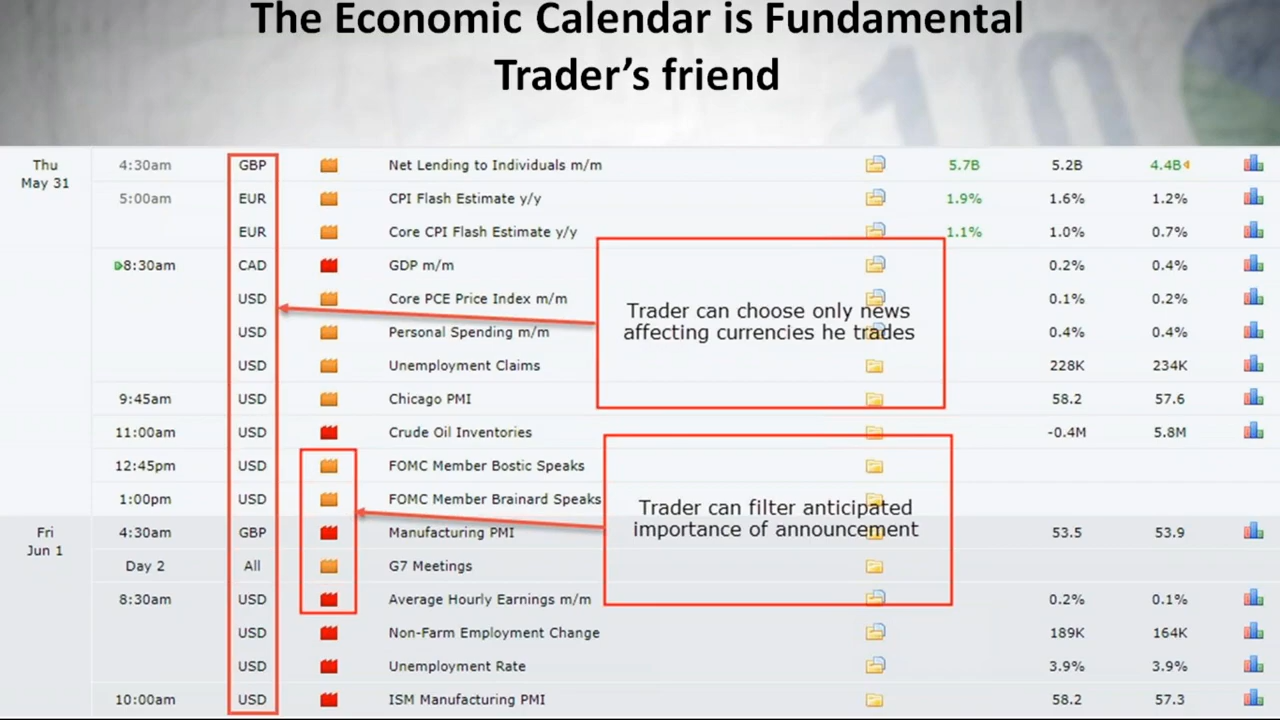 The Economic Calendar is Fundamental
Trader's friend
Thu
May 31
4:30am GBP Net Lending to Individuals m/m 5.7B 5.2B 4.4B
5:00am EUR CPI Flash Estimate y/y 1.9% 1.6% 1.2%
EUR Core CPI Flash Estimate y/y 1.1% 1.0% 0.7%
8:30am CAD GDP m/m 0.2% 0.4%
USD Core PCE Price Index m/m 0.1% 0.2%
USD Personal Spending m/m 0.4% 0.4%
USD Unemployment Claims 228K 234K
9:45am USD Chicago PMI 58.2 57.6
11:00am USD Crude Oil Inventories -0.4M 5.8M
12:45pm USD FOMC Member Bostic Speaks
1:00pm USD FOMC Member Brainard Speaks
Fri
Jun 1
4:30am GBP Manufacturing PMI 53.5 53.9
Day 2 All G7 Meetings
8:30am USD Average Hourly Earnings m/m 0.2% 0.1%
USD Non-Farm Employment Change 189K 164K
USD Unemployment Rate 3.9% 3.9%
10:00am USD ISM Manufacturing PMI 58.2 57.3
Trader can choose only news
affecting currencies he trades
Trader can filter anticipated
importance of announcement